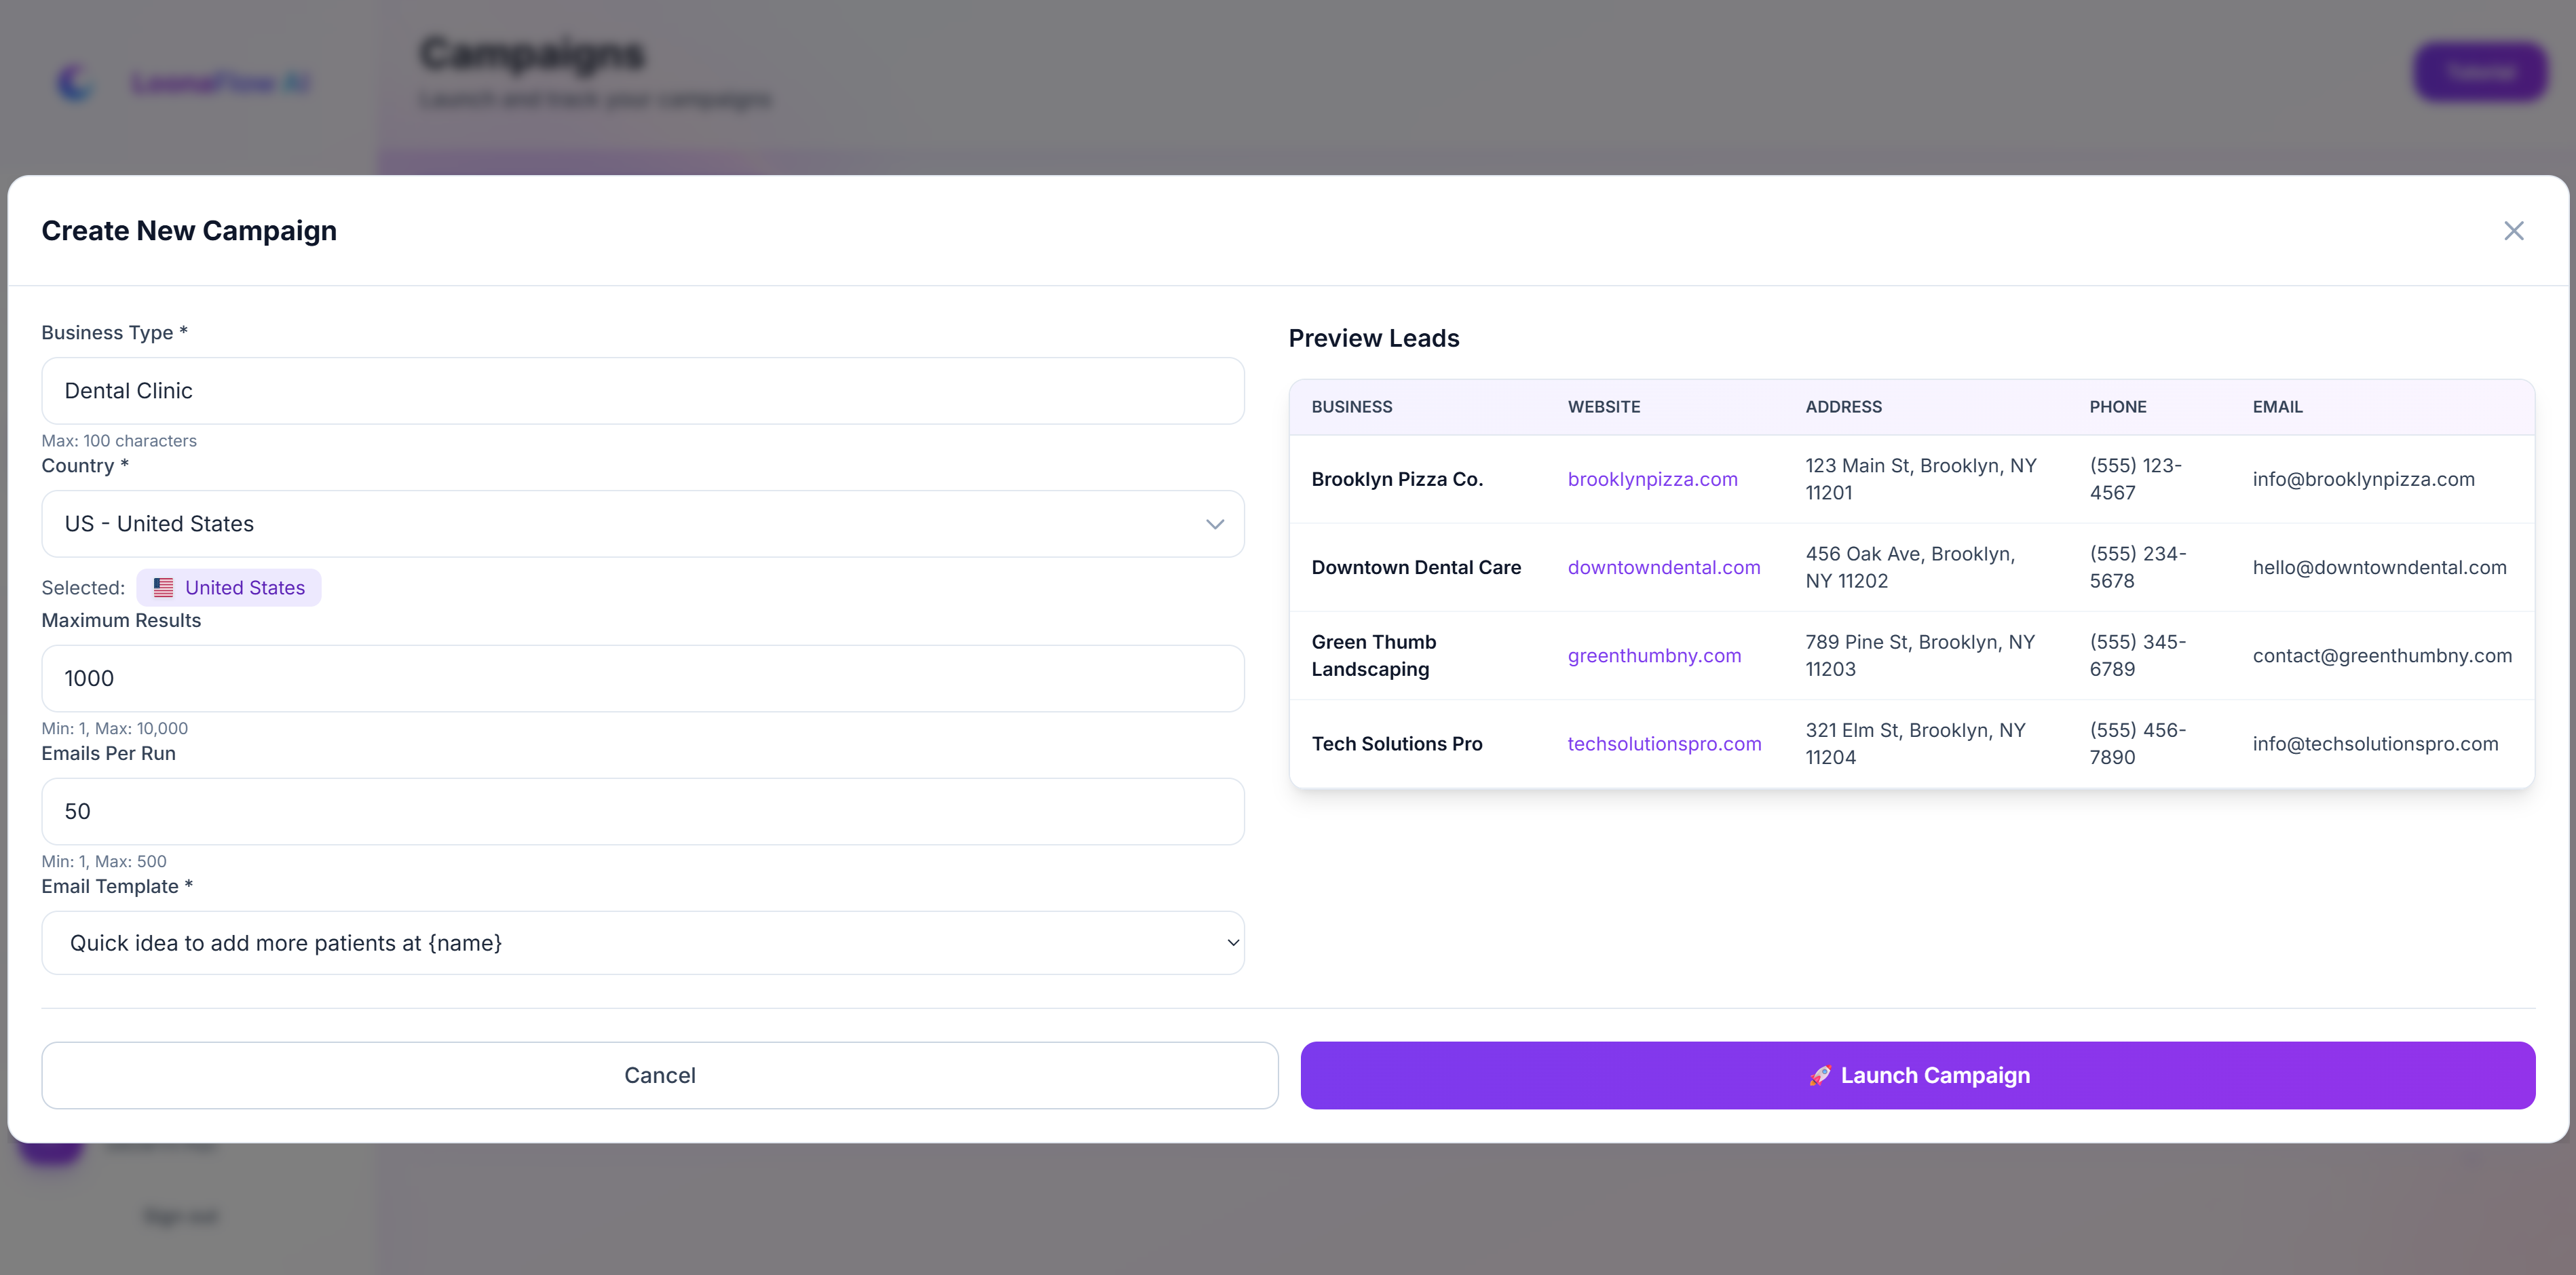 LoonaFlow AI
Campaigns
Launch and track your campaigns
Tutorial
Create New Campaign
Business Type *
Dental Clinic
Max: 100 characters
Country *
US - United States
Selected: United States
Maximum Results
1000
Min: 1, Max: 10,000
Emails Per Run
50
Min: 1, Max: 500
Email Template *
Quick idea to add more patients at {name}
Preview Leads
BUSINESS WEBSITE ADDRESS PHONE EMAIL
Brooklyn Pizza Co. brooklynpizza.com 123 Main St, Brooklyn, NY (555) 123- info@brooklynpizza.com
11201 4567
Downtown Dental Care downtowndental.com 456 Oak Ave, Brooklyn, (555) 234- hello@downtowndental.com
NY 11202 5678
Green Thumb greenthumbny.com 789 Pine St, Brooklyn, NY (555) 345- contact@greenthumbny.com
Landscaping 11203 6789
Tech Solutions Pro techsolutionspro.com 321 Elm St, Brooklyn, NY (555) 456- info@techsolutionspro.com
11204 7890
Cancel
Launch Campaign
Sign out